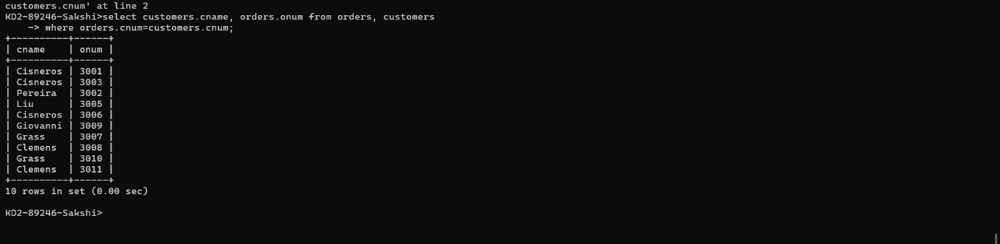 customers.cnum' at line 2
KD2-89246-Sakshi>select customers.cname, orders.onum from orders, customers
    -> where orders.cnum=customers.cnum;
+----------+------+
| cname    | onum |
+----------+------+
| Cisneros | 3001 |
| Cisneros | 3003 |
| Pereira  | 3002 |
| Liu      | 3005 |
| Cisneros | 3006 |
| Giovanni | 3009 |
| Grass    | 3007 |
| Clemens  | 3008 |
| Grass    | 3010 |
| Clemens  | 3011 |
+----------+------+
10 rows in set (0.00 sec)
KD2-89246-Sakshi>